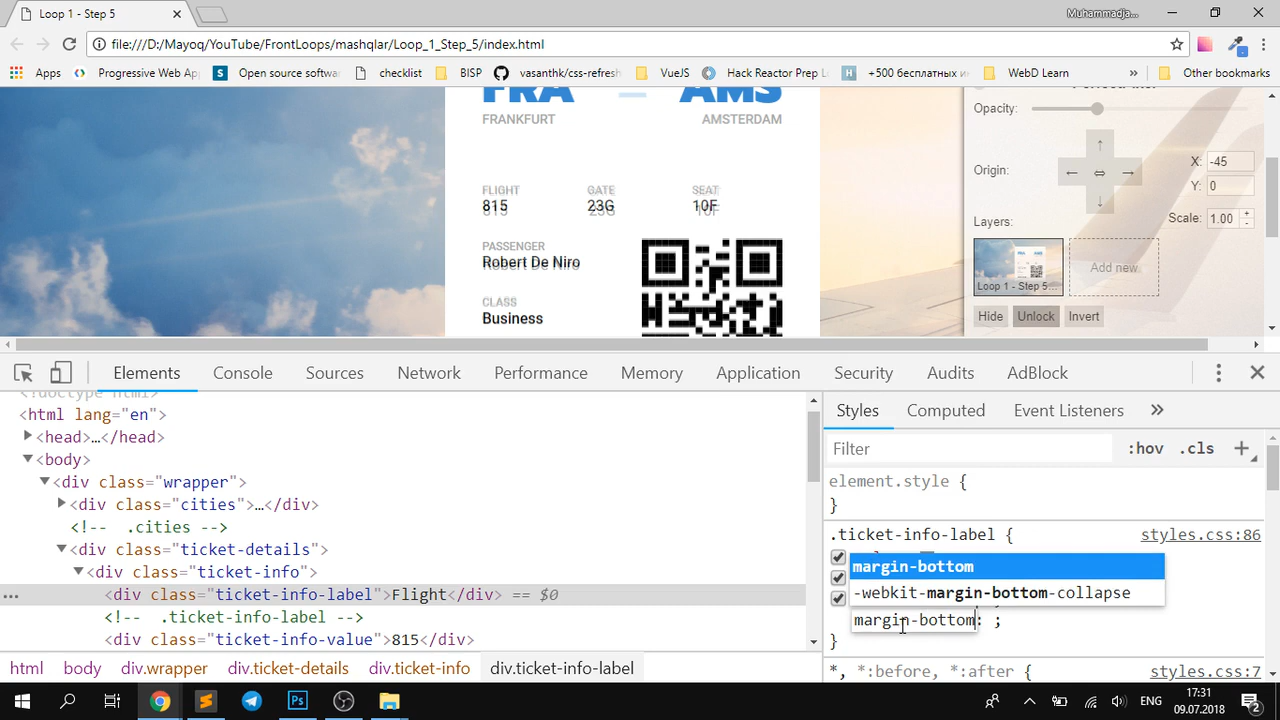 Loop 1 - Step 5
Muhammadja...
file:///D:/Mayoq/YouTube/FrontLoops/mashqlar/Loop_1_Step_5/index.html
Apps
Progressive Web Ap
Open source softwa
checklist
BISP
vasanthk/css-refresh
VueJS
Hack Reactor Prep L
+500 бесплатных и
WebD Learn
»
Other bookmarks
FRA – AMS
FRANKFURT AMSTERDAM
FLIGHT GATE SEAT
815 23G 10F
PASSENGER
Robert De Niro
CLASS
Business
Opacity:
Origin:
X: -45
Y: 0
Layers:
Scale: 1.00
Loop 1 - Step 5...
Add new
Hide Unlock Invert
Elements Console Sources Network Performance Memory Application Security Audits AdBlock
<!doctype html>
<html lang="en">
<head>…</head>
<body>
<div class="wrapper">
<div class="cities">…</div>
<!-- .cities -->
<div class="ticket-details">
<div class="ticket-info">
... <div class="ticket-info-label">Flight</div> == $0
<!-- .ticket-info-label -->
<div class="ticket-info-value">815</div>
html body div.wrapper div.ticket-details div.ticket-info div.ticket-info-label
Styles Computed Event Listeners »
Filter :hov .cls +
element.style {
}
.ticket-info-label { styles.css:86
margin-bottom
-webkit-margin-bottom-collapse
margin-bottom: ;
}
*, *:before, *:after { styles.css:7
ENG
17:31
09.07.2018
2